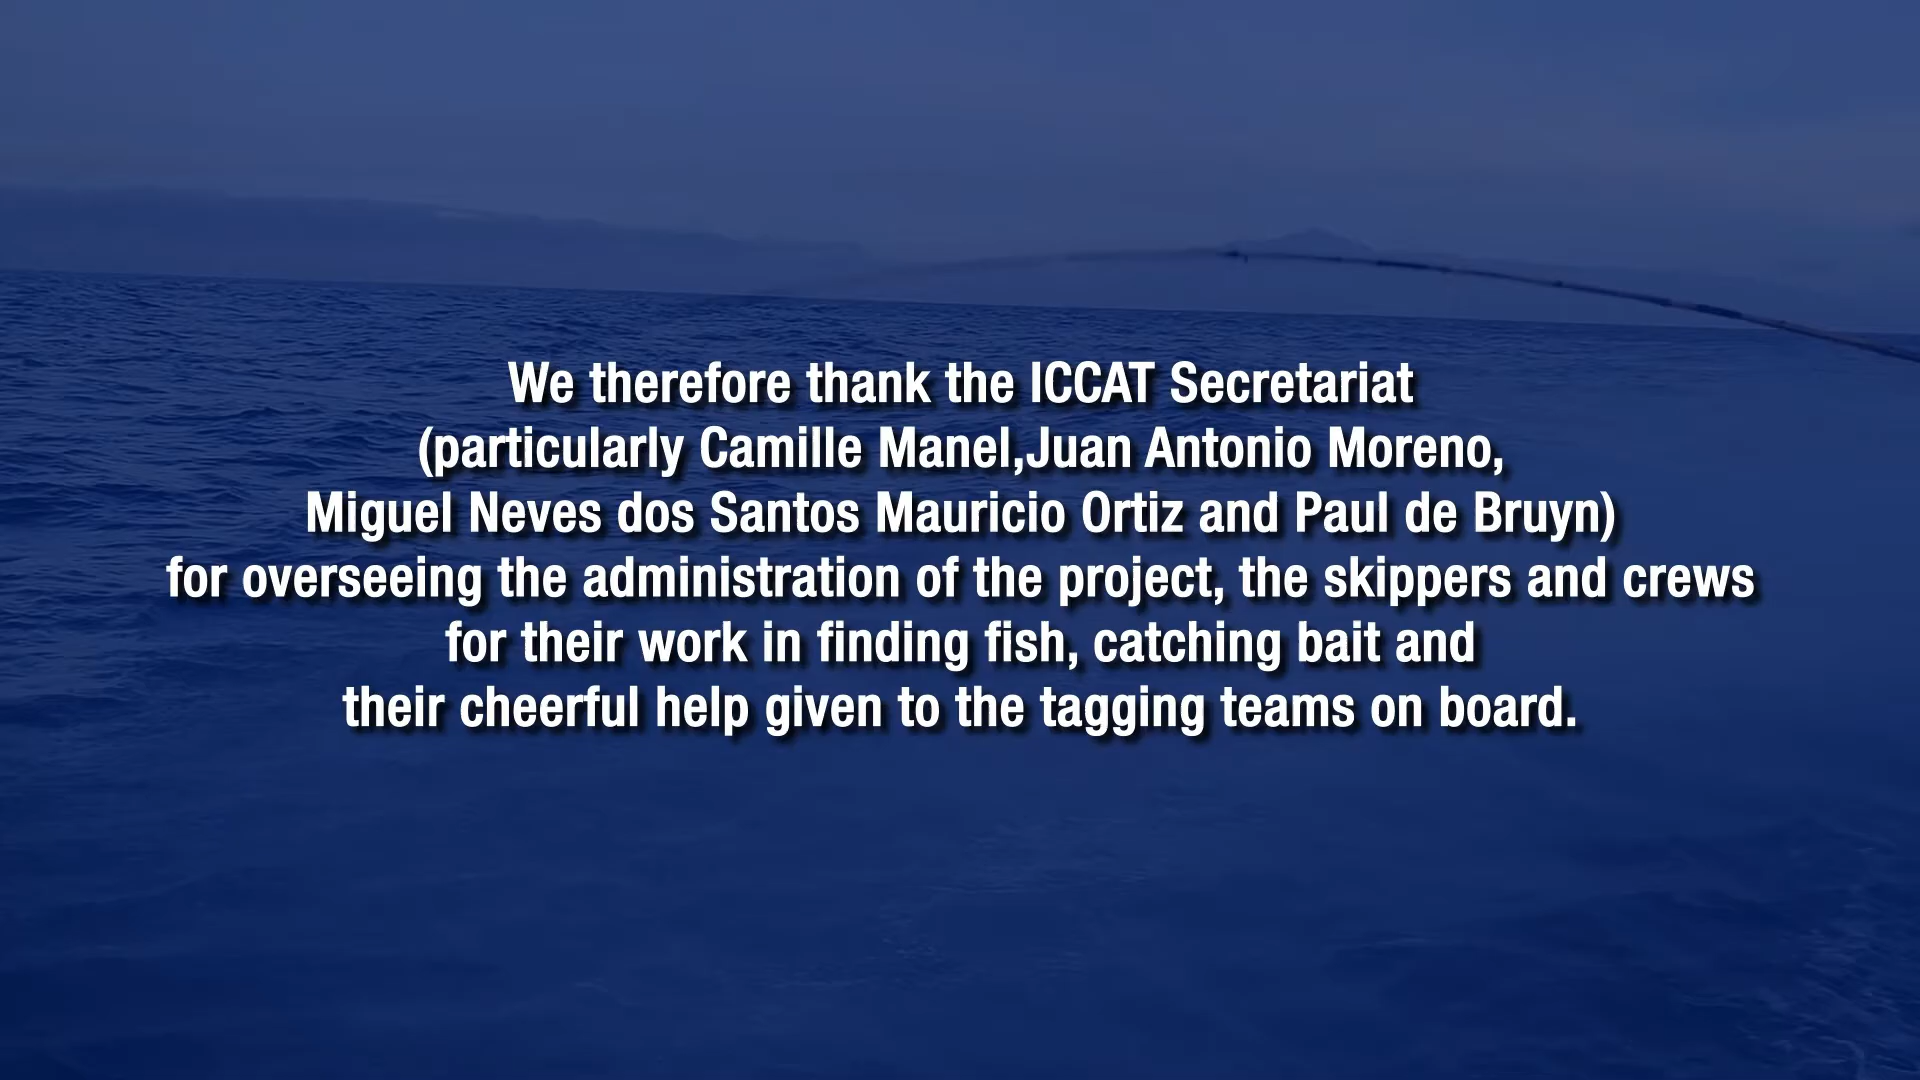 We therefore thank the ICCAT Secretariat
(particularly Camille Manel,Juan Antonio Moreno,
Miguel Neves dos Santos Mauricio Ortiz and Paul de Bruyn)
for overseeing the administration of the project, the skippers and crews
for their work in finding fish, catching bait and
their cheerful help given to the tagging teams on board.